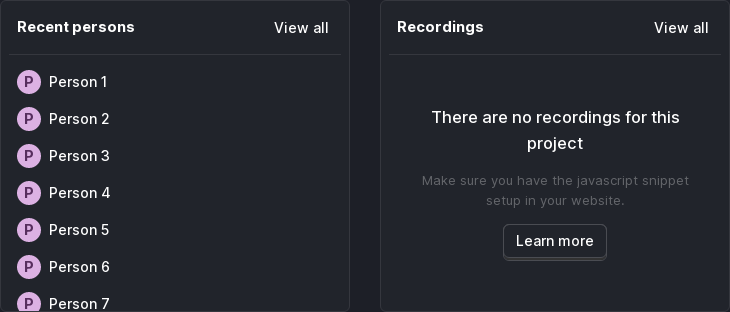 Recent persons
View all
P Person 1
P Person 2
P Person 3
P Person 4
P Person 5
P Person 6
P Person 7
Recordings
View all
There are no recordings for this
project
Make sure you have the javascript snippet
setup in your website.
Learn more